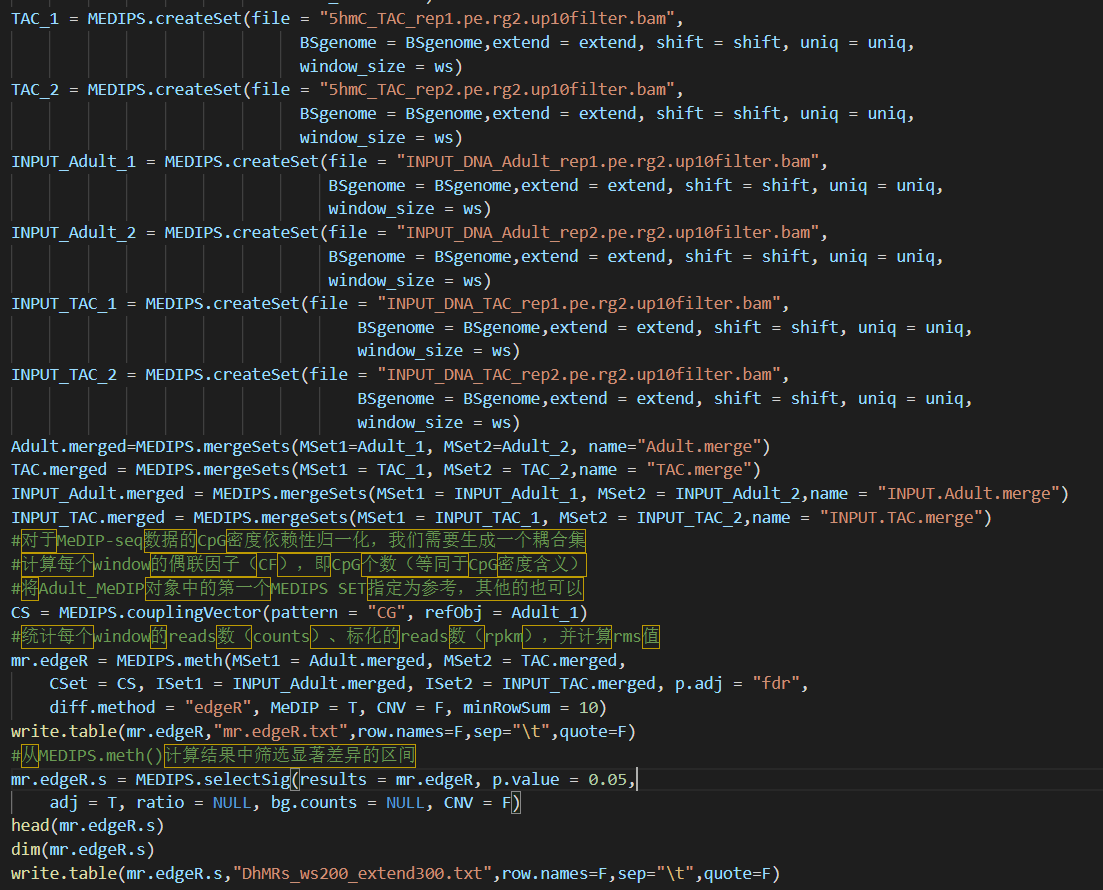 TAC_1 = MEDIPS.createSet(file = "5hmC_TAC_rep1.pe.rg2.up10filter.bam",
BSgenome = BSgenome,extend = extend, shift = shift, uniq = uniq,
window_size = ws)
TAC_2 = MEDIPS.createSet(file = "5hmC_TAC_rep2.pe.rg2.up10filter.bam",
BSgenome = BSgenome,extend = extend, shift = shift, uniq = uniq,
window_size = ws)
INPUT_Adult_1 = MEDIPS.createSet(file = "INPUT_DNA_Adult_rep1.pe.rg2.up10filter.bam",
BSgenome = BSgenome,extend = extend, shift = shift, uniq = uniq,
window_size = ws)
INPUT_Adult_2 = MEDIPS.createSet(file = "INPUT_DNA_Adult_rep2.pe.rg2.up10filter.bam",
BSgenome = BSgenome,extend = extend, shift = shift, uniq = uniq,
window_size = ws)
INPUT_TAC_1 = MEDIPS.createSet(file = "INPUT_DNA_TAC_rep1.pe.rg2.up10filter.bam",
BSgenome = BSgenome,extend = extend, shift = shift, uniq = uniq,
window_size = ws)
INPUT_TAC_2 = MEDIPS.createSet(file = "INPUT_DNA_TAC_rep2.pe.rg2.up10filter.bam",
BSgenome = BSgenome,extend = extend, shift = shift, uniq = uniq,
window_size = ws)
Adult.merged=MEDIPS.mergeSets(MSet1=Adult_1, MSet2=Adult_2, name="Adult.merge")
TAC.merged = MEDIPS.mergeSets(MSet1 = TAC_1, MSet2 = TAC_2,name = "TAC.merge")
INPUT_Adult.merged = MEDIPS.mergeSets(MSet1 = INPUT_Adult_1, MSet2 = INPUT_Adult_2,name = "INPUT.Adult.merge")
INPUT_TAC.merged = MEDIPS.mergeSets(MSet1 = INPUT_TAC_1, MSet2 = INPUT_TAC_2,name = "INPUT.TAC.merge")
#对于MeDIP-seq数据的CpG密度依赖性归一化，我们需要生成一个耦合集
#计算每个window的偶联因子（CF），即CpG个数（等同于CpG密度含义）
#将Adult_MeDIP对象中的第一个MEDIPS SET指定为参考，其他的也可以
CS = MEDIPS.couplingVector(pattern = "CG", refObj = Adult_1)
#统计每个window的reads数（counts）、标化的reads数（rpkm），并计算rms值
mr.edgeR = MEDIPS.meth(MSet1 = Adult.merged, MSet2 = TAC.merged,
CSet = CS, ISet1 = INPUT_Adult.merged, ISet2 = INPUT_TAC.merged, p.adj = "fdr",
diff.method = "edgeR", MeDIP = T, CNV = F, minRowSum = 10)
write.table(mr.edgeR,"mr.edgeR.txt",row.names=F,sep="\t",quote=F)
#从MEDIPS.meth()计算结果中筛选显著差异的区间
mr.edgeR.s = MEDIPS.selectSig(results = mr.edgeR, p.value = 0.05,
adj = T, ratio = NULL, bg.counts = NULL, CNV = F)
head(mr.edgeR.s)
dim(mr.edgeR.s)
write.table(mr.edgeR.s,"DhMRs_ws200_extend300.txt",row.names=F,sep="\t",quote=F)